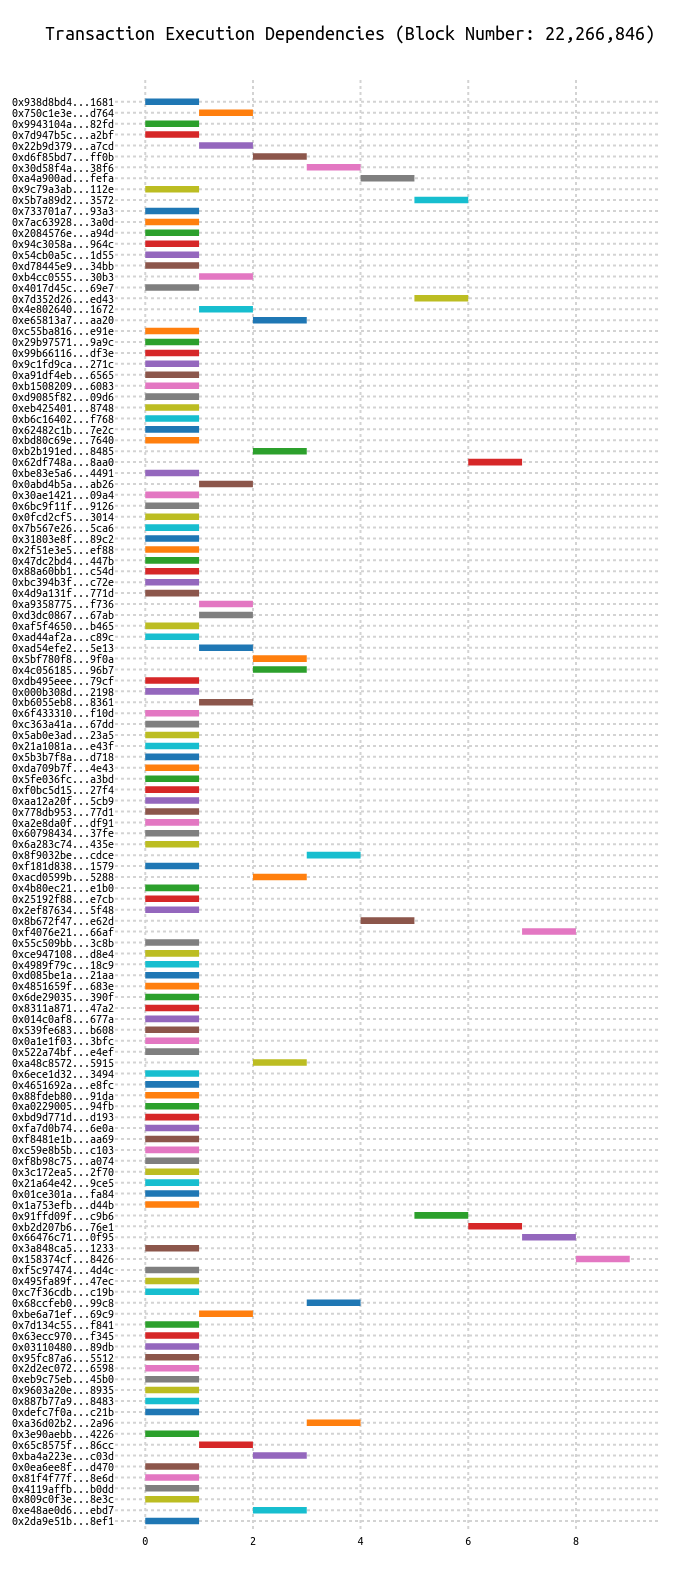 Transaction Execution Dependencies (Block Number: 22,266,846)
0x938d8bd4...1681
0x750c1e3e...d764
0x9943104a...82fd
0x7d947b5c...a2bf
0x22b9d379...a7cd
0xd6f85bd7...ff0b
0x30d58f4a...38f6
0xa4a900ad...fefa
0x9c79a3ab...112e
0x5b7a89d2...3572
0x733701a7...93a3
0x7ac63928...3a0d
0x2084576e...a94d
0x94c3058a...964c
0x54cb0a5c...1d55
0xd78445e9...34bb
0xb4cc0555...30b3
0x4017d45c...69e7
0x7d352d26...ed43
0x4e802640...1672
0xe65813a7...aa20
0xc55ba816...e91e
0x29b97571...9a9c
0x99b66116...df3e
0x9c1fd9ca...271c
0xa91df4eb...6565
0xb1508209...6083
0xd9085f82...09d6
0xeb425401...8748
0xb6c16402...f768
0x62482c1b...7e2c
0xbd80c69e...7640
0xb2b191ed...8485
0x62df748a...8aa0
0xbe83e5a6...4491
0x0abd4b5a...ab26
0x30ae1421...09a4
0x6bc9f11f...9126
0x0fcd2cf5...3014
0x7b567e26...5ca6
0x31803e8f...89c2
0x2f51e3e5...ef88
0x47dc2bd4...447b
0x88a60bb1...c54d
0xbc394b3f...c72e
0x4d9a131f...771d
0xa9358775...f736
0xd3dc0867...67ab
0xaf5f4650...b465
0xad44af2a...c89c
0xad54efe2...5e13
0x5bf780f8...9f0a
0x4c056185...96b7
0xdb495eee...79cf
0x000b308d...2198
0xb6055eb8...8361
0x6f433310...f10d
0xc363a41a...67dd
0x5ab0e3ad...23a5
0x21a1081a...e43f
0x5b3b7f8a...d718
0xda709b7f...4e43
0x5fe036fc...a3bd
0xf0bc5d15...27f4
0xaa12a20f...5cb9
0x778db953...77d1
0xa2e8da0f...df91
0x60798434...37fe
0x6a283c74...435e
0x8f9032be...cdce
0xf181d838...1579
0xacd0599b...5288
0x4b80ec21...e1b0
0x25192f88...e7cb
0x2ef87634...5f48
0x8b672f47...e62d
0xf4076e21...66af
0x55c509bb...3c8b
0xce947108...d8e4
0x4989f79c...18c9
0xd085be1a...21aa
0x4851659f...683e
0x6de29035...390f
0x8311a871...47a2
0x014c0af8...677a
0x539fe683...b608
0x0a1e1f03...3bfc
0x522a74bf...e4ef
0xa48c8572...5915
0x6ece1d32...3494
0x4651692a...e8fc
0x88fdeb80...91da
0xa0229005...94fb
0xbd9d771d...d193
0xfa7d0b74...6e0a
0xf8481e1b...aa69
0xc59e8b5b...c103
0xf8b98c75...a074
0x3c172ea5...2f70
0x21a64e42...9ce5
0x01ce301a...fa84
0x1a753efb...d44b
0x91ffd09f...c9b6
0xb2d207b6...76e1
0x66476c71...0f95
0x3a848ca5...1233
0x158374cf...8426
0xf5c97474...4d4c
0x495fa89f...47ec
0xc7f36cdb...c19b
0x68ccfeb0...99c8
0xbe6a71ef...69c9
0x7d134c55...f841
0x63ecc970...f345
0x03110480...89db
0x95fc87a6...5512
0x2d2ec072...6598
0xeb9c75eb...45b0
0x9603a20e...8935
0x887b77a9...8483
0xdefc7f0a...c21b
0xa36d02b2...2a96
0x3e90aebb...4226
0x65c8575f...86cc
0xba4a223e...c03d
0x0ea6ee8f...d470
0x81f4f77f...8e6d
0x4119affb...b0dd
0x809c0f3e...8e3c
0xe48ae0d6...ebd7
0x2da9e51b...8ef1
0 2 4 6 8